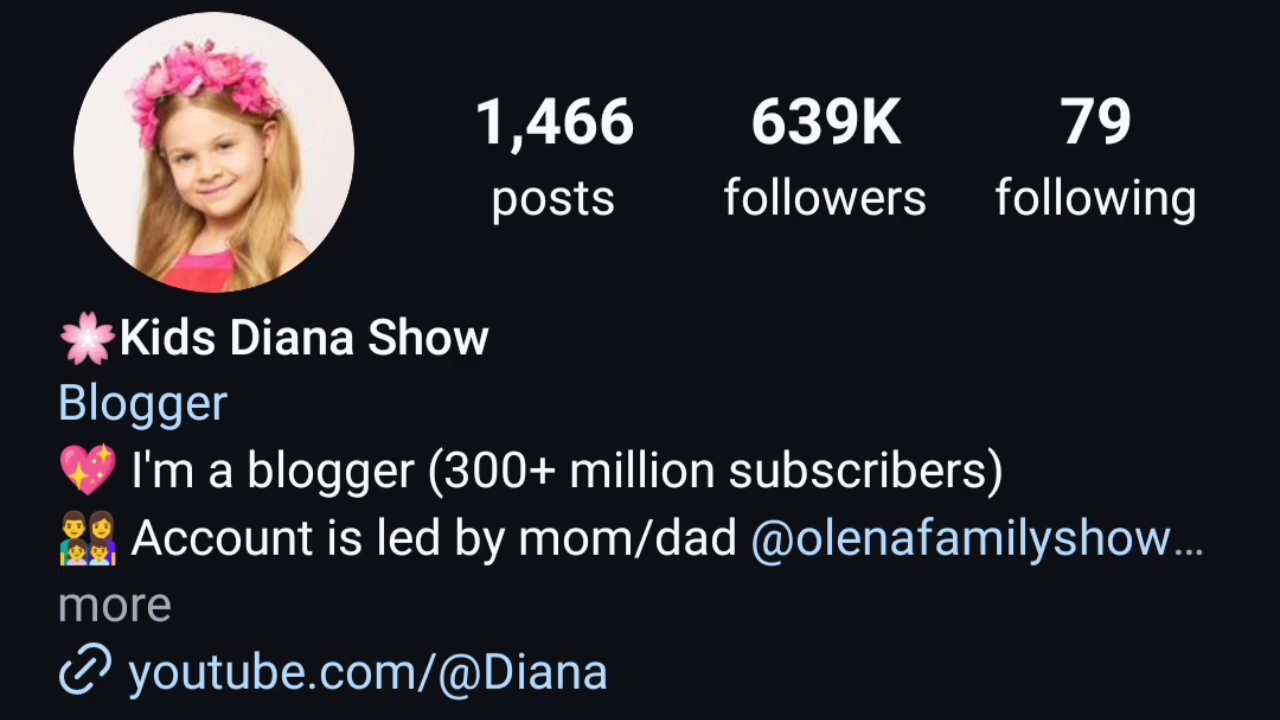 1,466 639K 79
posts followers following
🌸Kids Diana Show
Blogger
💖 I'm a blogger (300+ million subscribers)
👨‍👩‍👧‍👦 Account is led by mom/dad @olenafamilyshow...
more
youtube.com/@Diana